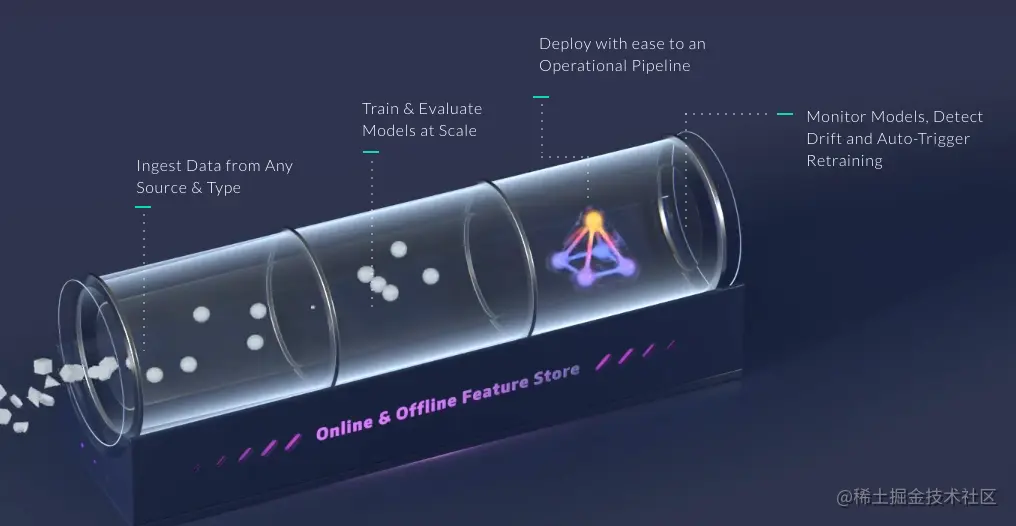 Deploy with ease to an
Operational Pipeline
Train & Evaluate
Models at Scale
Monitor Models, Detect
Drift and Auto-Trigger
Retraining
Ingest Data from Any
Source & Type
Online & Offline Feature Store
@稀土掘金技术社区